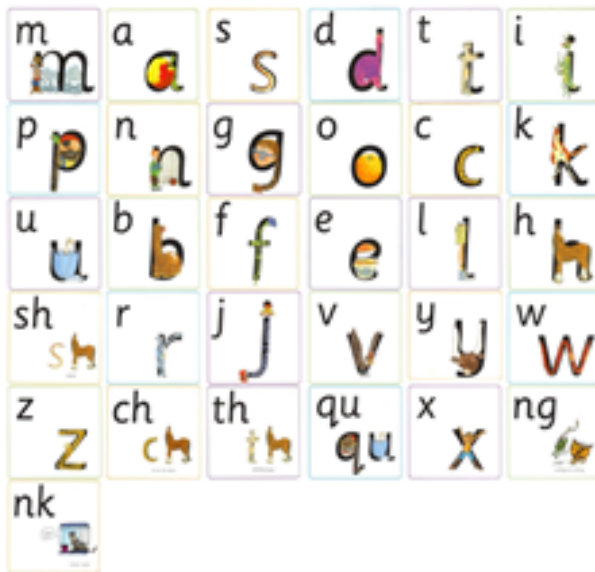 m a s d t i
p n g o c k
u b f e l h
sh r j v y w
z ch th qu x ng
nk